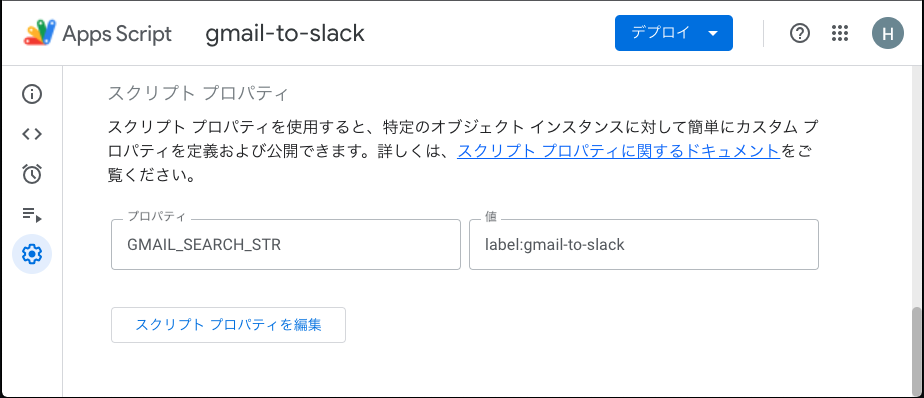 Apps Script gmail-to-slack デプロイ H
スクリプト プロパティ
スクリプト プロパティを使用すると、特定のオブジェクト インスタンスに対して簡単にカスタム プ
ロパティを定義および公開できます。詳しくは、スクリプト プロパティに関するドキュメントをご
覧ください。
プロパティ 値
GMAIL_SEARCH_STR label:gmail-to-slack
スクリプト プロパティを編集